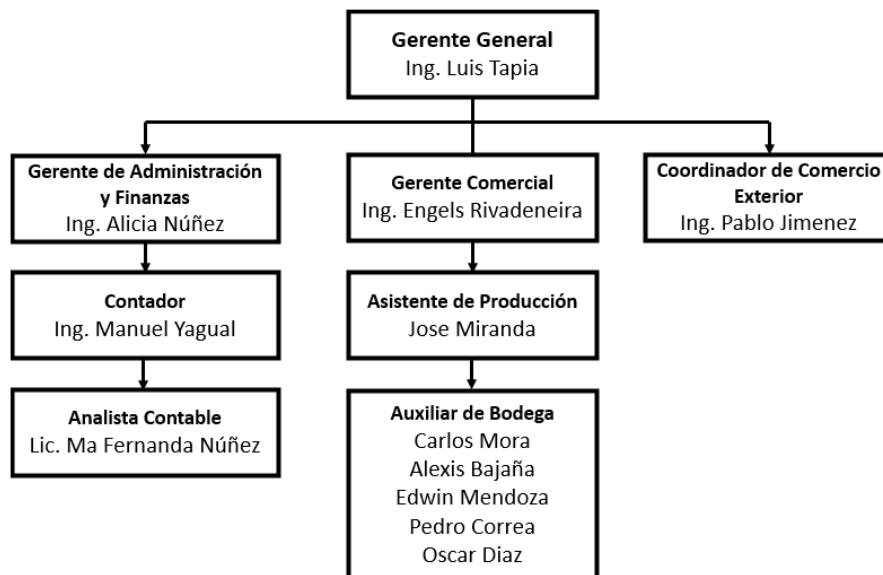 Gerente General
Ing. Luis Tapia
Gerente de Administración
y Finanzas
Ing. Alicia Núñez
Gerente Comercial
Ing. Engels Rivadeneira
Coordinador de Comercio
Exterior
Ing. Pablo Jimenez
Contador
Ing. Manuel Yagual
Asistente de Producción
Jose Miranda
Analista Contable
Lic. Ma Fernanda Núñez
Auxiliar de Bodega
Carlos Mora
Alexis Bajaña
Edwin Mendoza
Pedro Correa
Oscar Diaz